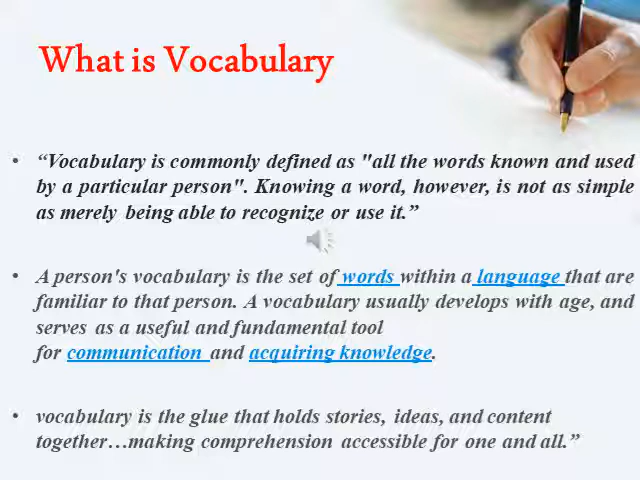 What is Vocabulary
• “Vocabulary is commonly defined as "all the words known and used
by a particular person". Knowing a word, however, is not as simple
as merely being able to recognize or use it.”
• A person's vocabulary is the set of words within a language that are
familiar to that person. A vocabulary usually develops with age, and
serves as a useful and fundamental tool
for communication and acquiring knowledge.
• vocabulary is the glue that holds stories, ideas, and content
together…making comprehension accessible for one and all.”